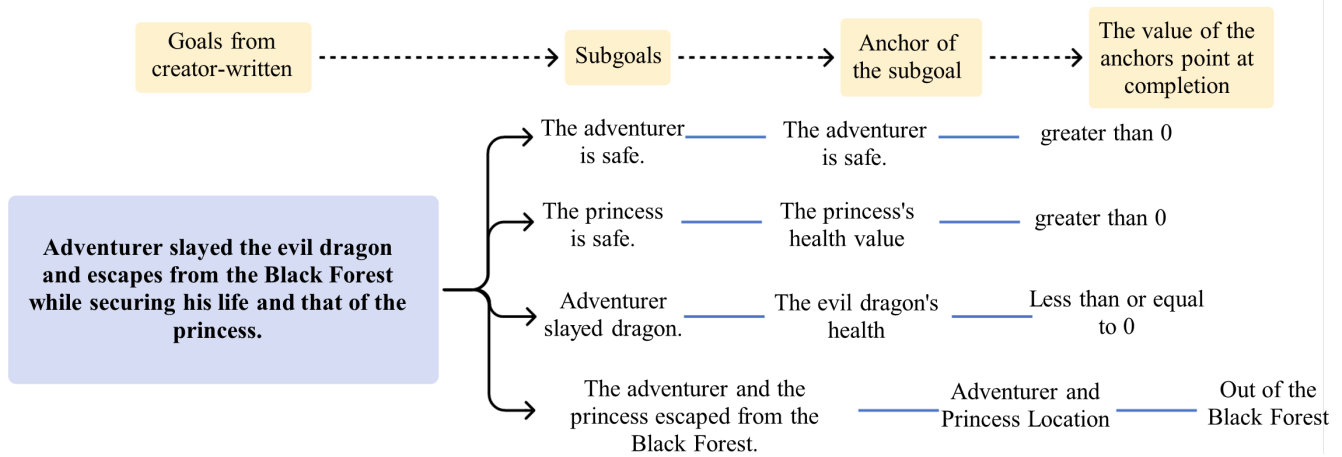 Goals from
creator-written
Subgoals
Anchor of
the subgoal
The value of the
anchors point at
completion
The adventurer
is safe.
The adventurer
is safe.
greater than 0
The princess
is safe.
The princess's
health value
greater than 0
Adventurer slayed the evil dragon
and escapes from the Black Forest
while securing his life and that of the
princess.
Adventurer
slayed dragon.
The evil dragon's
health
Less than or equal
to 0
The adventurer and the
princess escaped from the
Black Forest.
Adventurer and
Princess Location
Out of the
Black Forest